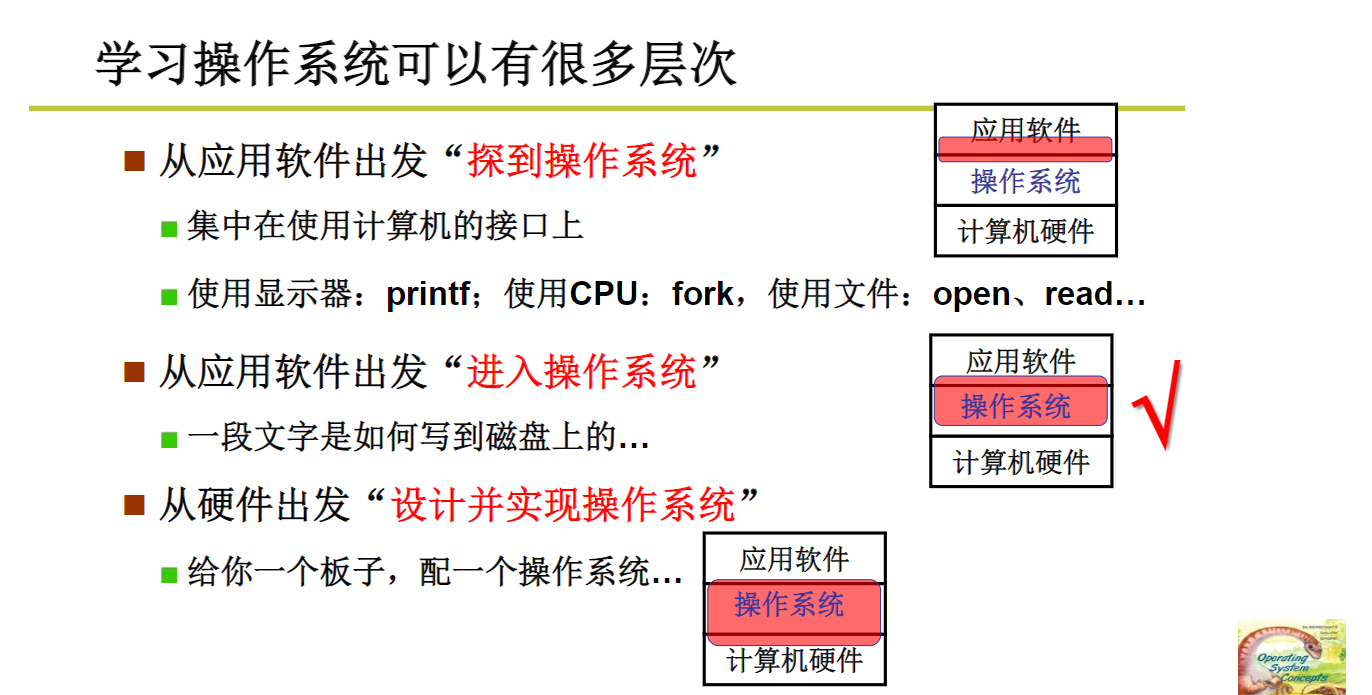 学习操作系统可以有很多层次
从应用软件出发“探到操作系统”
集中在使用计算机的接口上
使用显示器：printf；使用CPU：fork，使用文件：open、read…
应用软件
操作系统
计算机硬件
从应用软件出发“进入操作系统”
一段文字是如何写到磁盘上的…
应用软件
操作系统
计算机硬件
√
从硬件出发“设计并实现操作系统”
给你一个板子，配一个操作系统…
应用软件
操作系统
计算机硬件
Operating
System
Concepts